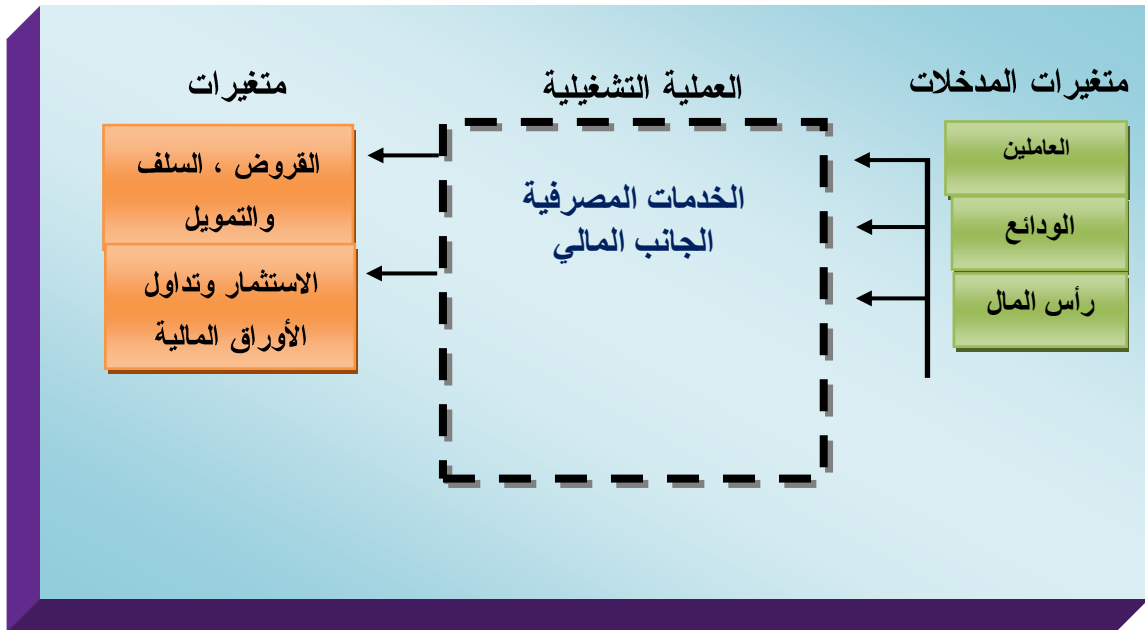 متغيرات المدخلات
العاملين
الودائع
رأس المال
العملية التشغيلية
الخدمات المصرفية
الجانب المالي
متغيرات
القروض ، السلف
والتمويل
الاستثمار وتداول
الأوراق المالية